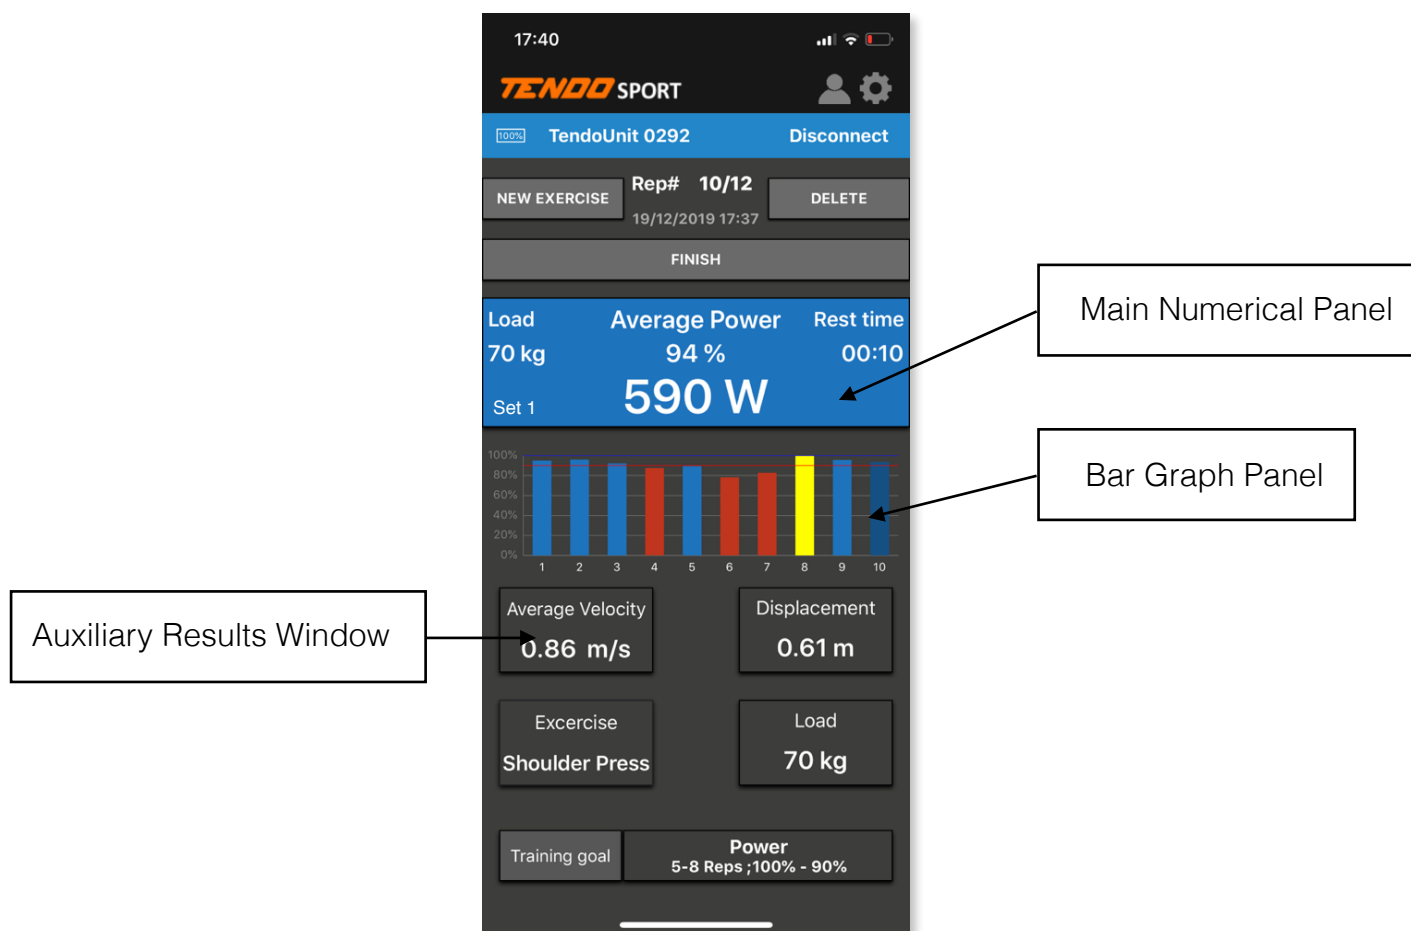 17:40
TENDO SPORT
100% TendoUnit 0292 Disconnect
NEW EXERCISE
Rep# 10/12
19/12/2019 17:37
DELETE
FINISH
Load Average Power Rest time
70 kg 94 % 00:10
Set 1 590 W
100%
80%
60%
40%
20%
0%
1 2 3 4 5 6 7 8 9 10
Average Velocity
0.86 m/s
Displacement
0.61 m
Excercise
Shoulder Press
Load
70 kg
Training goal
Power
5-8 Reps ;100% - 90%
Main Numerical Panel
Bar Graph Panel
Auxiliary Results Window